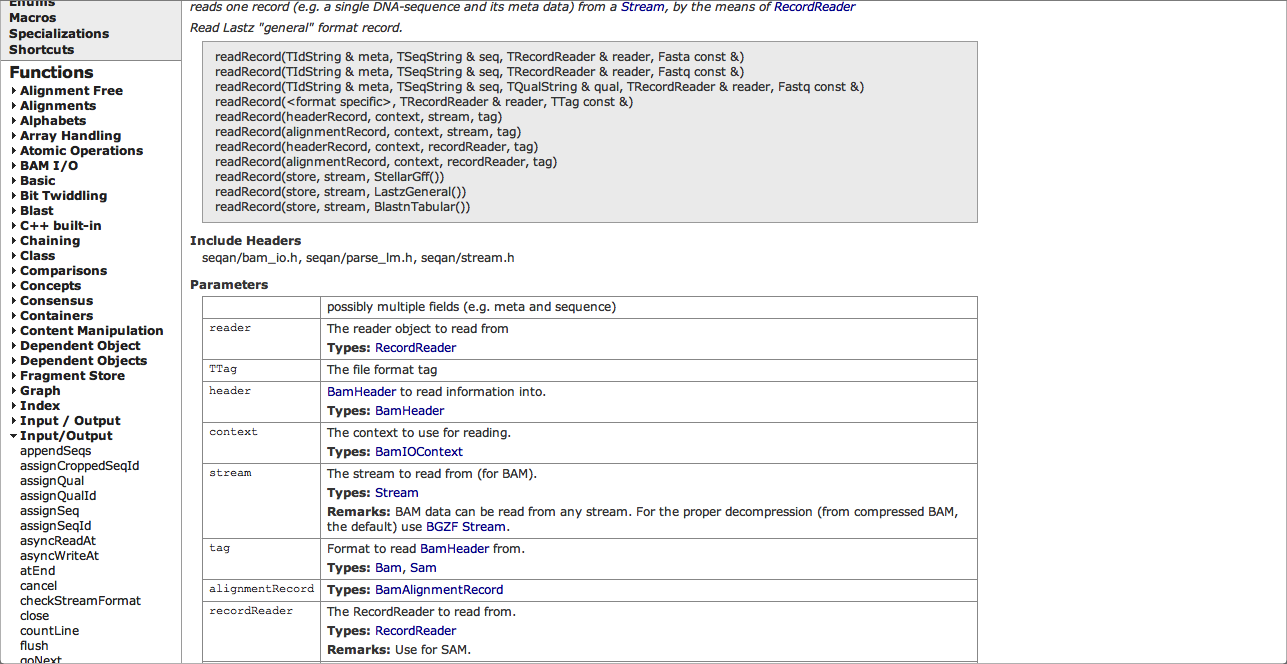 Enums
Macros
Specializations
Shortcuts
Functions
Alignment Free
Alignments
Alphabets
Array Handling
Atomic Operations
BAM I/O
Basic
Bit Twiddling
Blast
C++ built-in
Chaining
Class
Comparisons
Concepts
Consensus
Containers
Content Manipulation
Dependent Object
Dependent Objects
Fragment Store
Graph
Index
Input / Output
Input/Output
appendSeqs
assignCroppedSeqId
assignQual
assignQualId
assignSeq
assignSeqId
asyncReadAt
asyncWriteAt
atEnd
cancel
checkStreamFormat
close
countLine
flush
goNext
reads one record (e.g. a single DNA-sequence and its meta data) from a Stream, by the means of RecordReader
Read Lastz "general" format record.
readRecord(TIdString & meta, TSeqString & seq, TRecordReader & reader, Fasta const &)
readRecord(TIdString & meta, TSeqString & seq, TRecordReader & reader, Fastq const &)
readRecord(TIdString & meta, TSeqString & seq, TQualString & qual, TRecordReader & reader, Fastq const &)
readRecord(<format specific>, TRecordReader & reader, TTag const &)
readRecord(headerRecord, context, stream, tag)
readRecord(alignmentRecord, context, stream, tag)
readRecord(headerRecord, context, recordReader, tag)
readRecord(alignmentRecord, context, recordReader, tag)
readRecord(store, stream, StellarGff())
readRecord(store, stream, LastzGeneral())
readRecord(store, stream, BlastnTabular())
Include Headers
seqan/bam_io.h, seqan/parse_lm.h, seqan/stream.h
Parameters
possibly multiple fields (e.g. meta and sequence)
reader The reader object to read from
Types: RecordReader
TTag The file format tag
header BamHeader to read information into.
Types: BamHeader
context The context to use for reading.
Types: BamIOContext
stream The stream to read from (for BAM).
Types: Stream
Remarks: BAM data can be read from any stream. For the proper decompression (from compressed BAM,
the default) use BGZF Stream.
tag Format to read BamHeader from.
Types: Bam, Sam
alignmentRecord Types: BamAlignmentRecord
recordReader The RecordReader to read from.
Types: RecordReader
Remarks: Use for SAM.